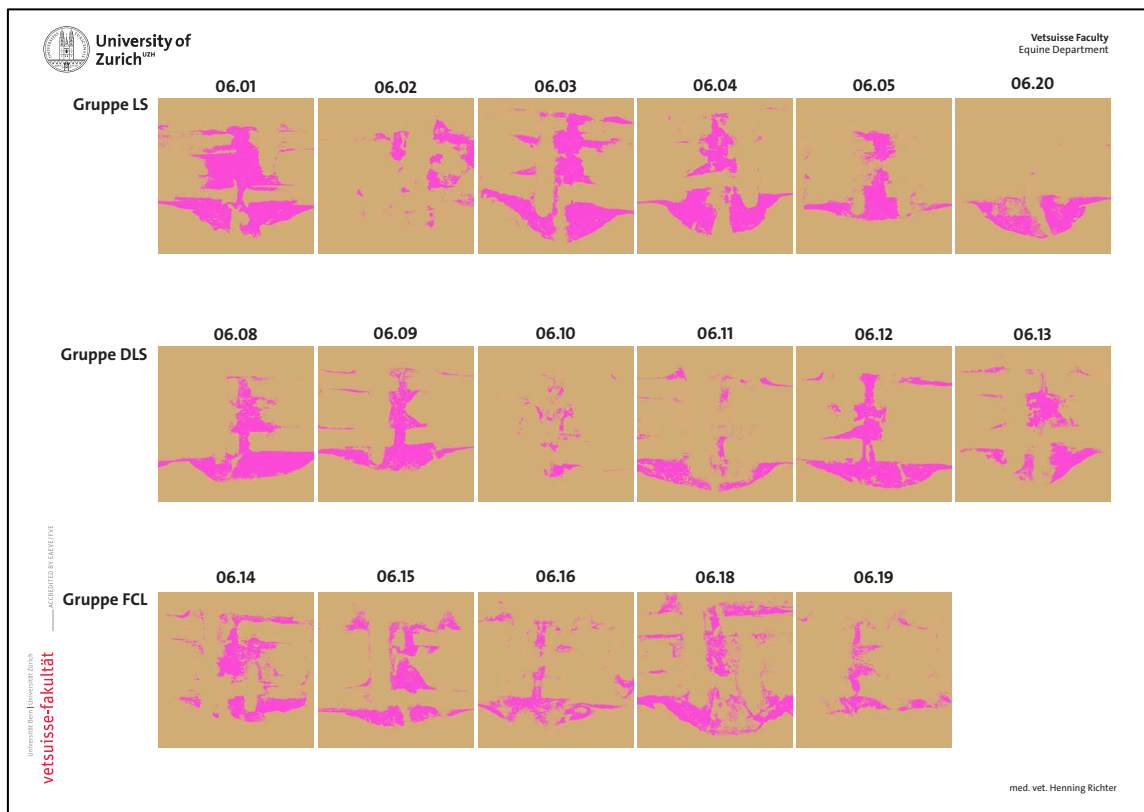 University of
Zurich UZH
Vetsuisse Faculty
Equine Department
Gruppe LS
06.01
06.02
06.03
06.04
06.05
06.20
Gruppe DLS
06.08
06.09
06.10
06.11
06.12
06.13
Gruppe FCL
06.14
06.15
06.16
06.18
06.19
ACCREDITED BY EAEVE/FVE
Universität Bern | Universität Zürich
vetsuisse-fakultät
med. vet. Henning Richter